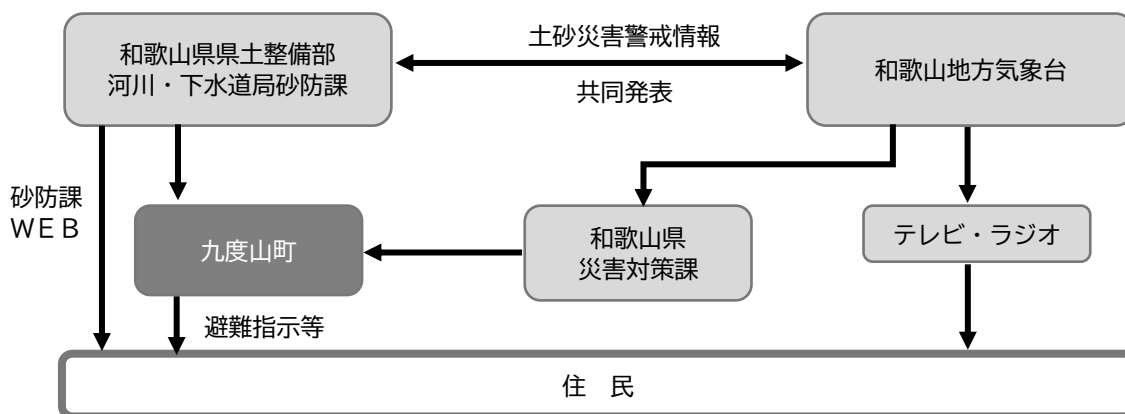 和歌山県県土整備部
河川・下水道局砂防課
土砂災害警戒情報
共同発表
和歌山地方気象台
砂防課
ＷＥＢ
九度山町
和歌山県
災害対策課
テレビ・ラジオ
避難指示等
住　民